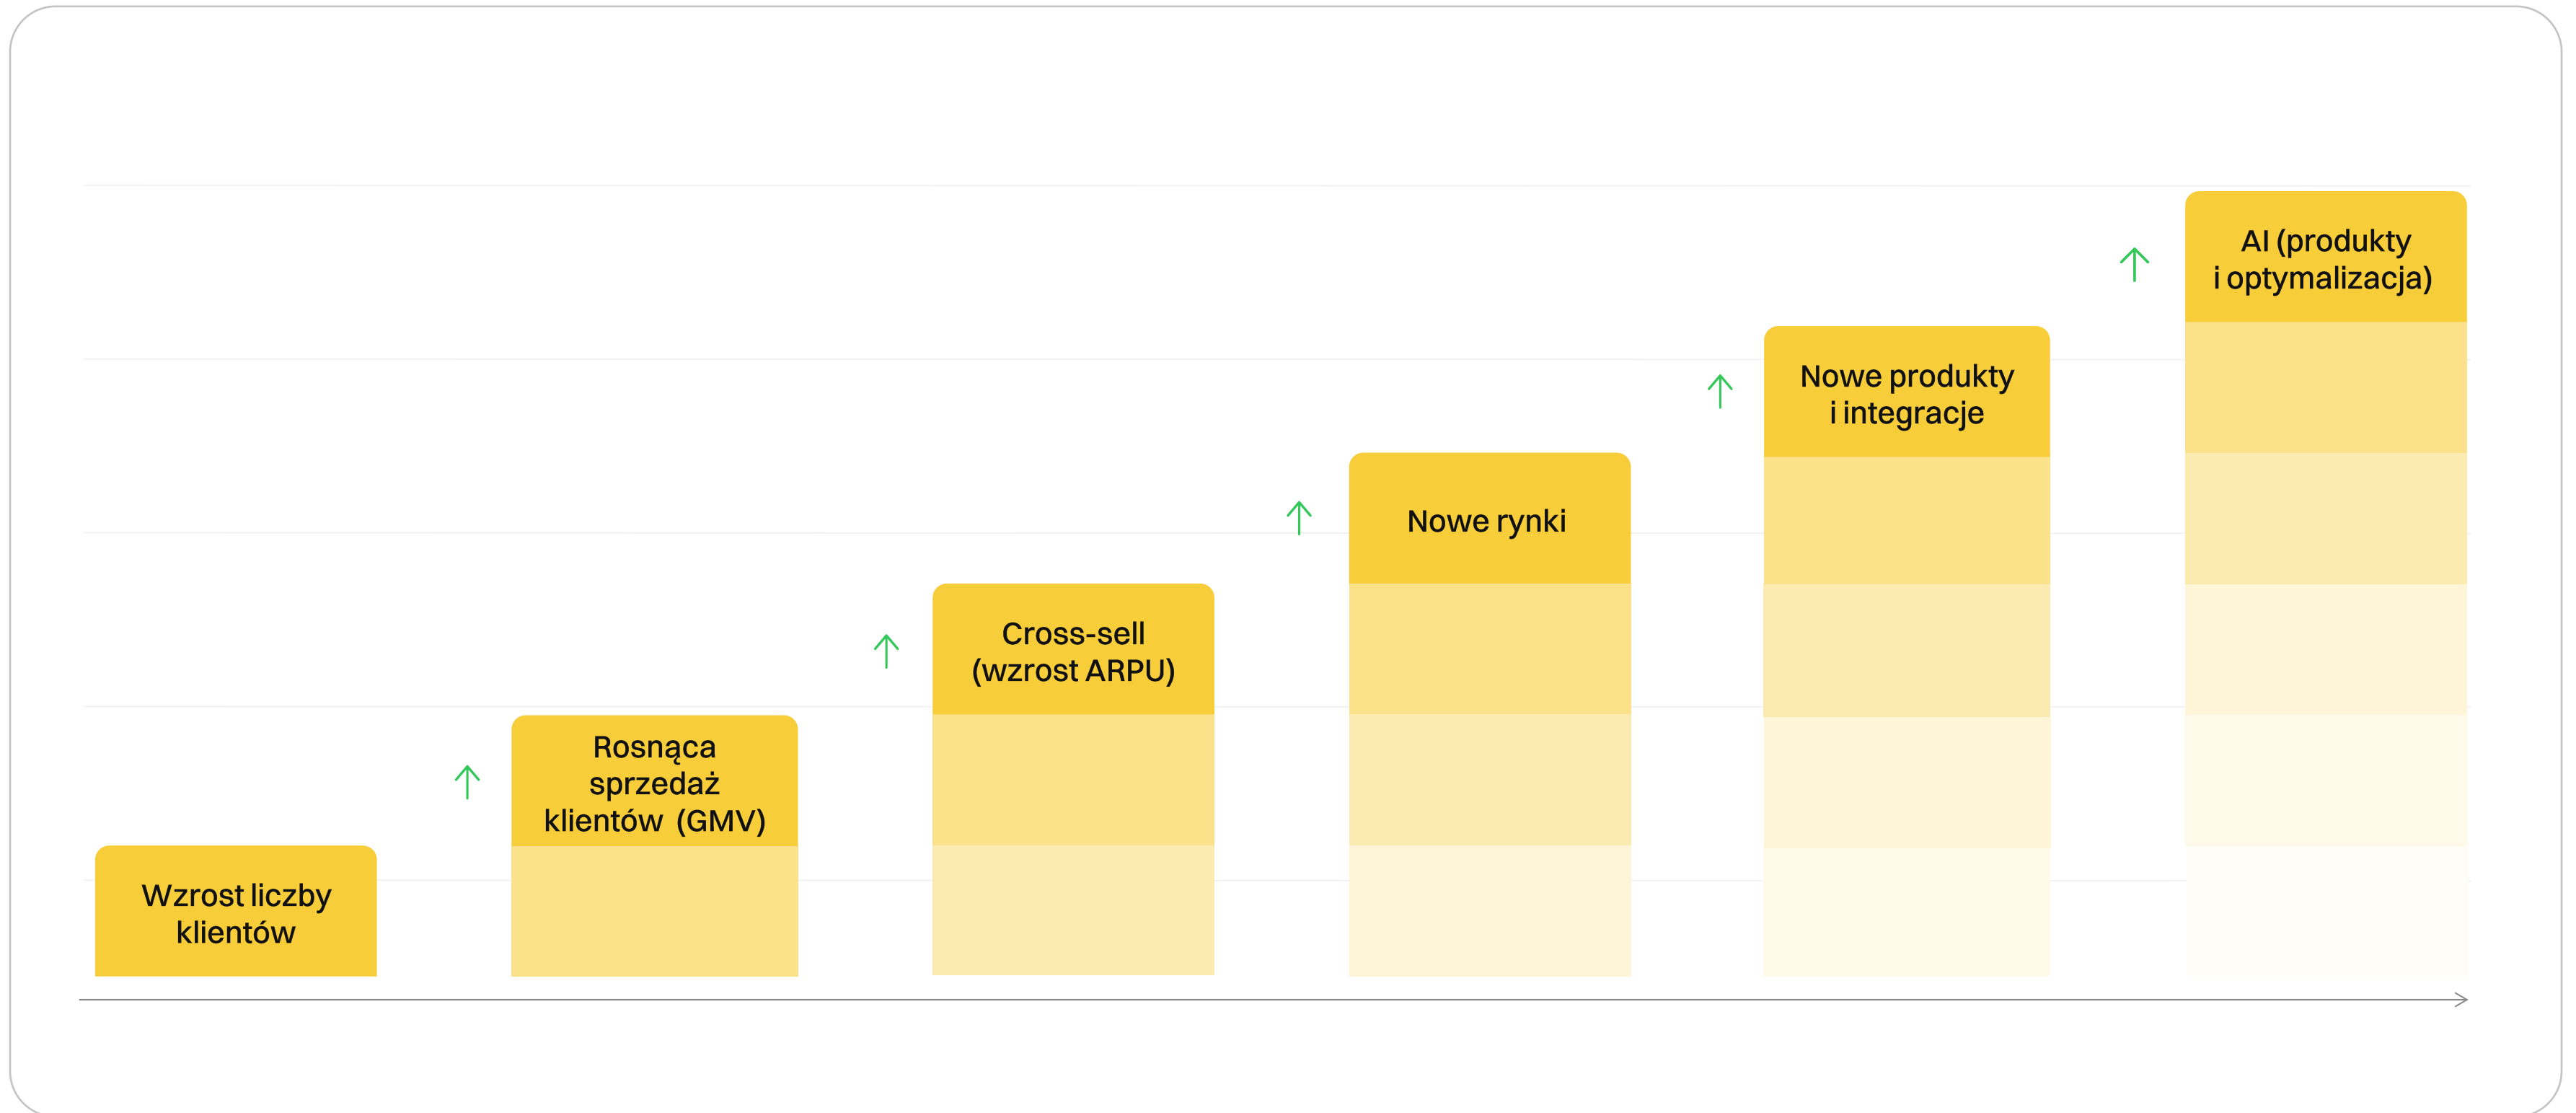 Wzrost liczby
klientów
Rosnąca
sprzedaż
klientów (GMV)
Cross-sell
(wzrost ARPU)
Nowe rynki
Nowe produkty
i integracje
AI (produkty
i optymalizacja)